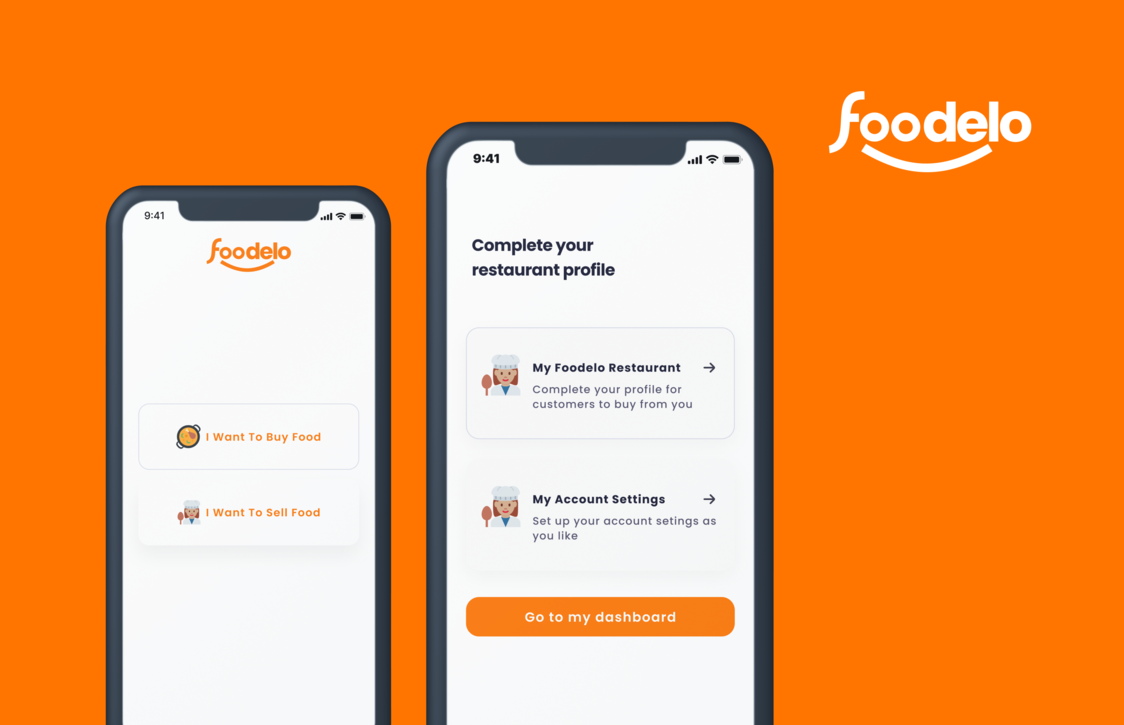 foodelo
9:41
foodelo
I Want To Buy Food
I Want To Sell Food
9:41
Complete your
restaurant profile
My Foodelo Restaurant
Complete your profile for
customers to buy from you
My Account Settings
Set up your account setings as
you like
Go to my dashboard